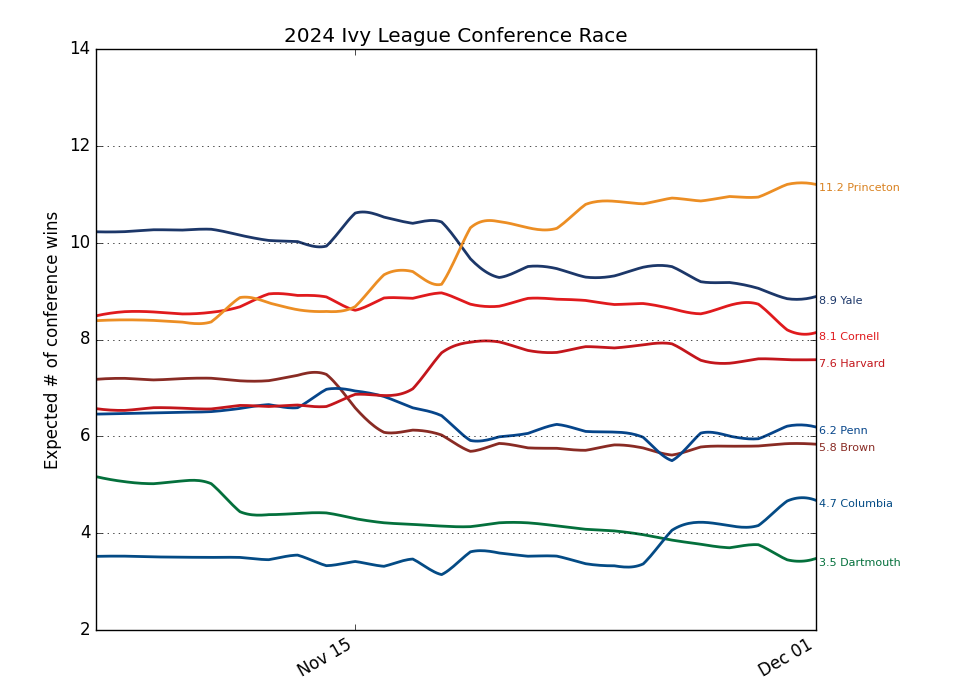 2024 Ivy League Conference Race
Expected # of conference wins
14
12
10
8
6
4
2
Nov 15
Dec 01
11.2 Princeton
8.9 Yale
8.1 Cornell
7.6 Harvard
6.2 Penn
5.8 Brown
4.7 Columbia
3.5 Dartmouth